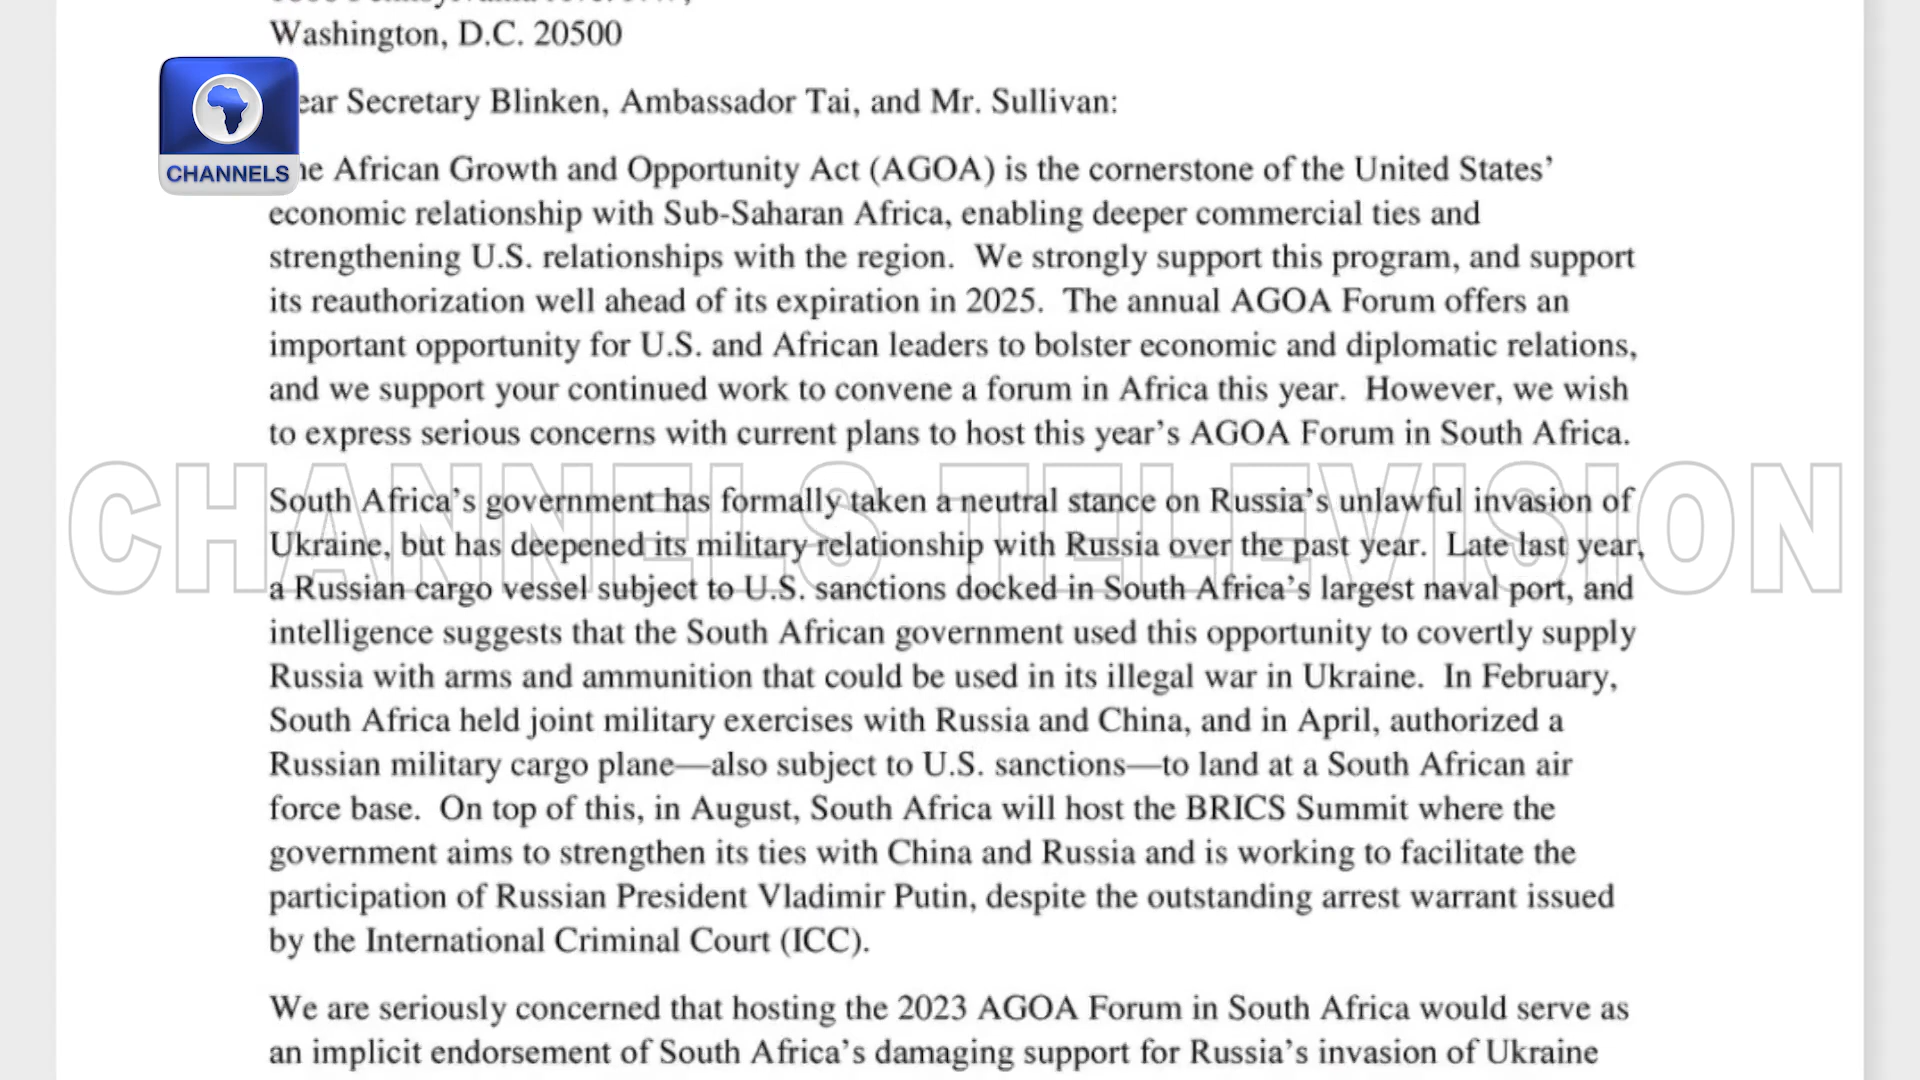 Washington, D.C. 20500
ear Secretary Blinken, Ambassador Tai, and Mr. Sullivan:
CHANNELS
he African Growth and Opportunity Act (AGOA) is the cornerstone of the United States’
economic relationship with Sub-Saharan Africa, enabling deeper commercial ties and
strengthening U.S. relationships with the region. We strongly support this program, and support
its reauthorization well ahead of its expiration in 2025. The annual AGOA Forum offers an
important opportunity for U.S. and African leaders to bolster economic and diplomatic relations,
and we support your continued work to convene a forum in Africa this year. However, we wish
to express serious concerns with current plans to host this year’s AGOA Forum in South Africa.
CHANNELS TELEVISION
South Africa’s government has formally taken a neutral stance on Russia’s unlawful invasion of
Ukraine, but has deepened its military relationship with Russia over the past year. Late last year,
a Russian cargo vessel subject to U.S. sanctions docked in South Africa’s largest naval port, and
intelligence suggests that the South African government used this opportunity to covertly supply
Russia with arms and ammunition that could be used in its illegal war in Ukraine. In February,
South Africa held joint military exercises with Russia and China, and in April, authorized a
Russian military cargo plane—also subject to U.S. sanctions—to land at a South African air
force base. On top of this, in August, South Africa will host the BRICS Summit where the
government aims to strengthen its ties with China and Russia and is working to facilitate the
participation of Russian President Vladimir Putin, despite the outstanding arrest warrant issued
by the International Criminal Court (ICC).
We are seriously concerned that hosting the 2023 AGOA Forum in South Africa would serve as
an implicit endorsement of South Africa’s damaging support for Russia’s invasion of Ukraine